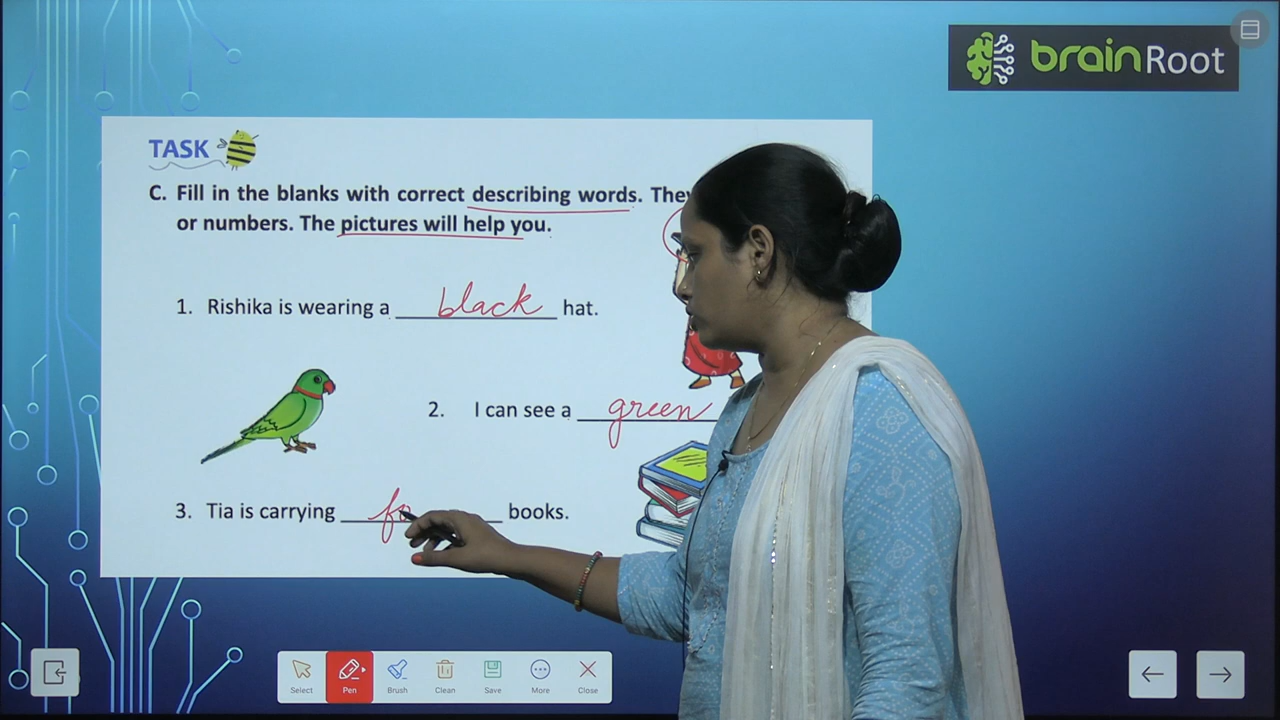 brainRoot
TASK
C. Fill in the blanks with correct describing words. They
or numbers. The pictures will help you.
1. Rishika is wearing a black hat.
2. I can see a green
3. Tia is carrying fo books.
Select Pen Brush Clean Save More Close